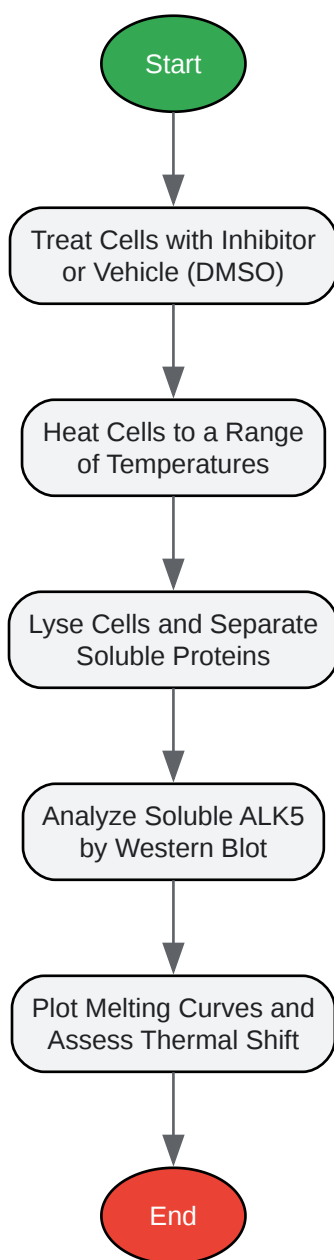 Start
Treat Cells with Inhibitor
or Vehicle (DMSO)
Heat Cells to a Range
of Temperatures
Lyse Cells and Separate
Soluble Proteins
Analyze Soluble ALK5
by Western Blot
Plot Melting Curves and
Assess Thermal Shift
End